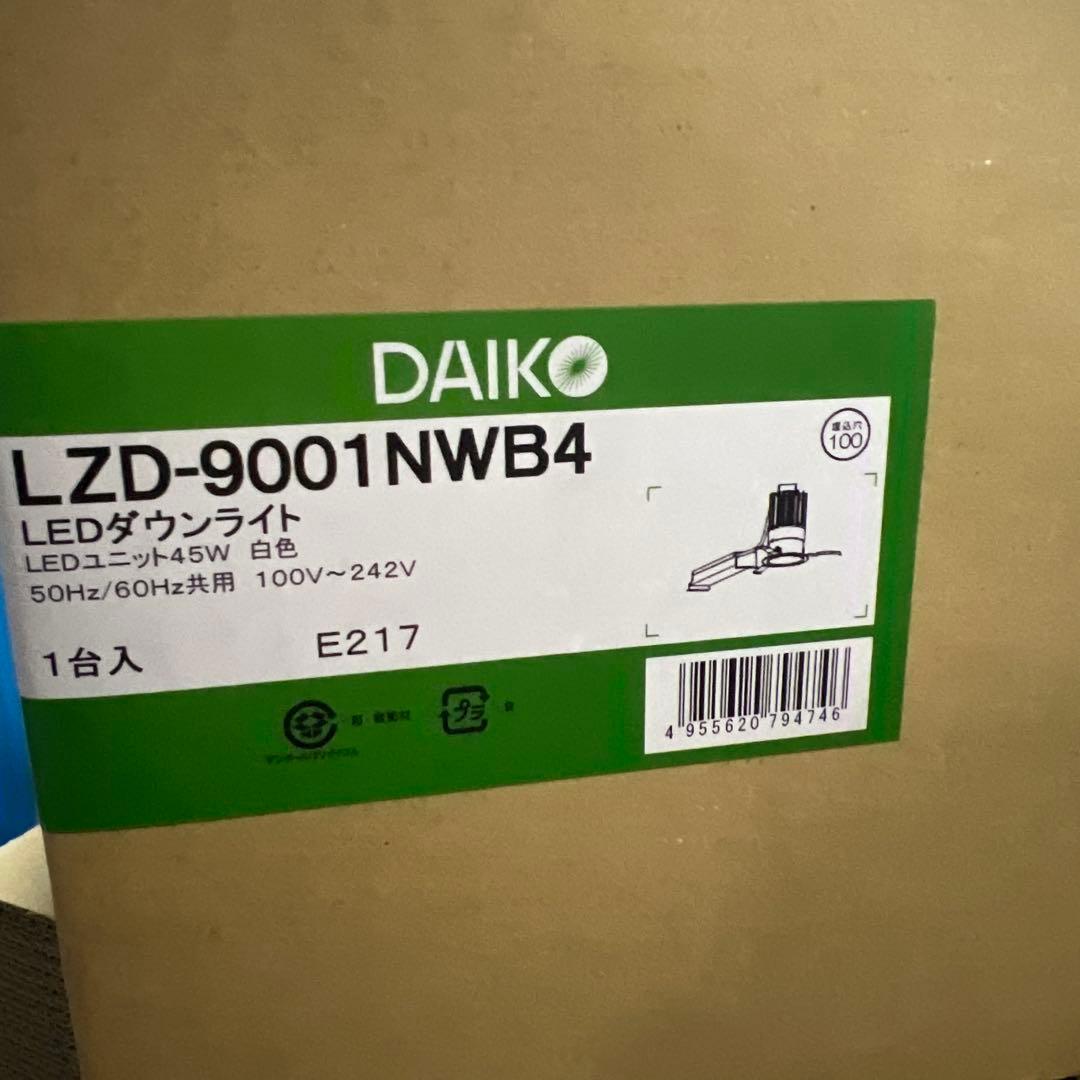 DAIKO
LZD-9001NWB4
埋込穴
100
LEDダウンライト
LEDユニット45W 白色
50Hz/60Hz共用 100V～242V
1台入 E217
プラ
4 955620 794746